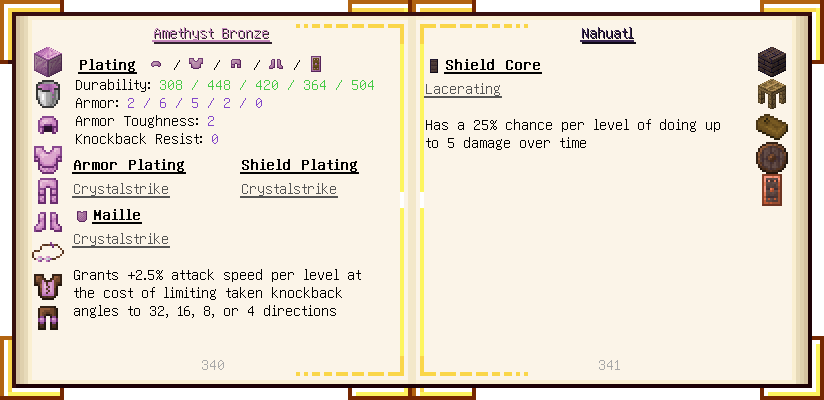 Amethyst Bronze
Plating / / / /
Durability: 308 / 448 / 420 / 364 / 504
Armor: 2 / 6 / 5 / 2 / 0
Armor Toughness: 2
Knockback Resist: 0
Armor Plating
Crystalstrike
Shield Plating
Crystalstrike
Maille
Crystalstrike
Grants +2.5% attack speed per level at
the cost of limiting taken knockback
angles to 32, 16, 8, or 4 directions
340
Nahuatl
Shield Core
Lacerating
Has a 25% chance per level of doing up
to 5 damage over time
341